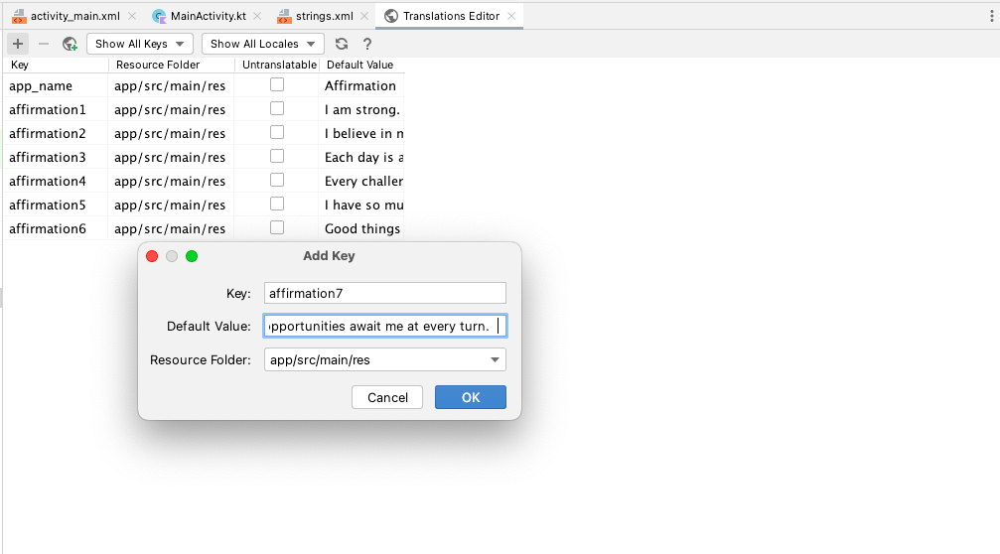 activity_main.xml MainActivity.kt strings.xml Translations Editor
Show All Keys Show All Locales ?
Key Resource Folder Untranslatable Default Value
app_name app/src/main/res Affirmation
affirmation1 app/src/main/res I am strong.
affirmation2 app/src/main/res I believe in
affirmation3 app/src/main/res Each day is a
affirmation4 app/src/main/res Every challer
affirmation5 app/src/main/res I have so mu
affirmation6 app/src/main/res Good things
Add Key
Key: affirmation7
Default Value: pportunities await me at every turn.
Resource Folder: app/src/main/res
Cancel OK